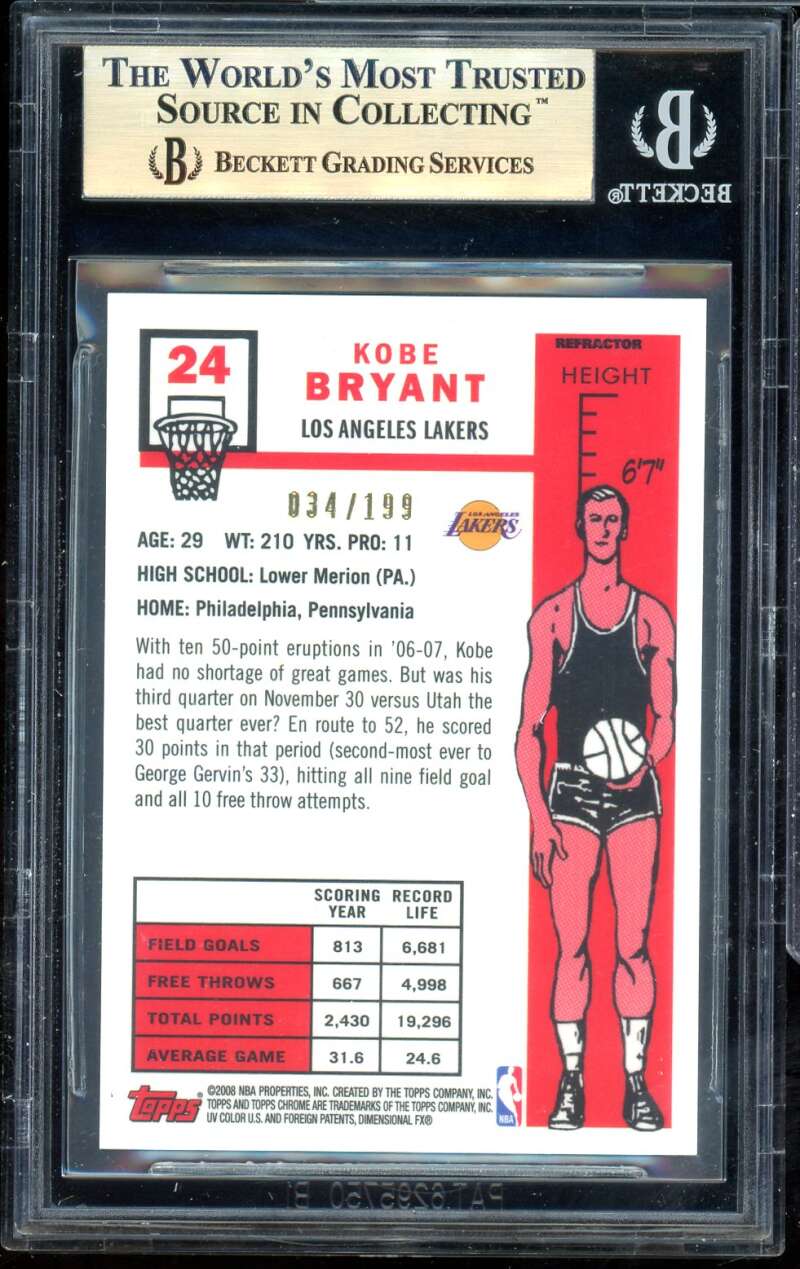 THE WORLD'S MOST TRUSTED
SOURCE IN COLLECTING™
B BECKETT GRADING SERVICES
B
BECKETT®
24
KOBE
BRYANT
LOS ANGELES LAKERS
REFRACTOR
HEIGHT
6'7"
034/199
LOS ANGELES
LAKERS
AGE: 29 WT: 210 YRS. PRO: 11
HIGH SCHOOL: Lower Merion (PA.)
HOME: Philadelphia, Pennsylvania
With ten 50-point eruptions in '06-07, Kobe
had no shortage of great games. But was his
third quarter on November 30 versus Utah the
best quarter ever? En route to 52, he scored
30 points in that period (second-most ever to
George Gervin's 33), hitting all nine field goal
and all 10 free throw attempts.
SCORING RECORD
YEAR LIFE
FIELD GOALS 813 6,681
FREE THROWS 667 4,998
TOTAL POINTS 2,430 19,296
AVERAGE GAME 31.6 24.6
topps®
©2008 NBA PROPERTIES, INC. CREATED BY THE TOPPS COMPANY, INC.
TOPPS AND TOPPS CHROME ARE TRADEMARKS OF THE TOPPS COMPANY, INC.
UV COLOR U.S. AND FOREIGN PATENTS, DIMENSIONAL FX®
NBA
PAT6295750 B